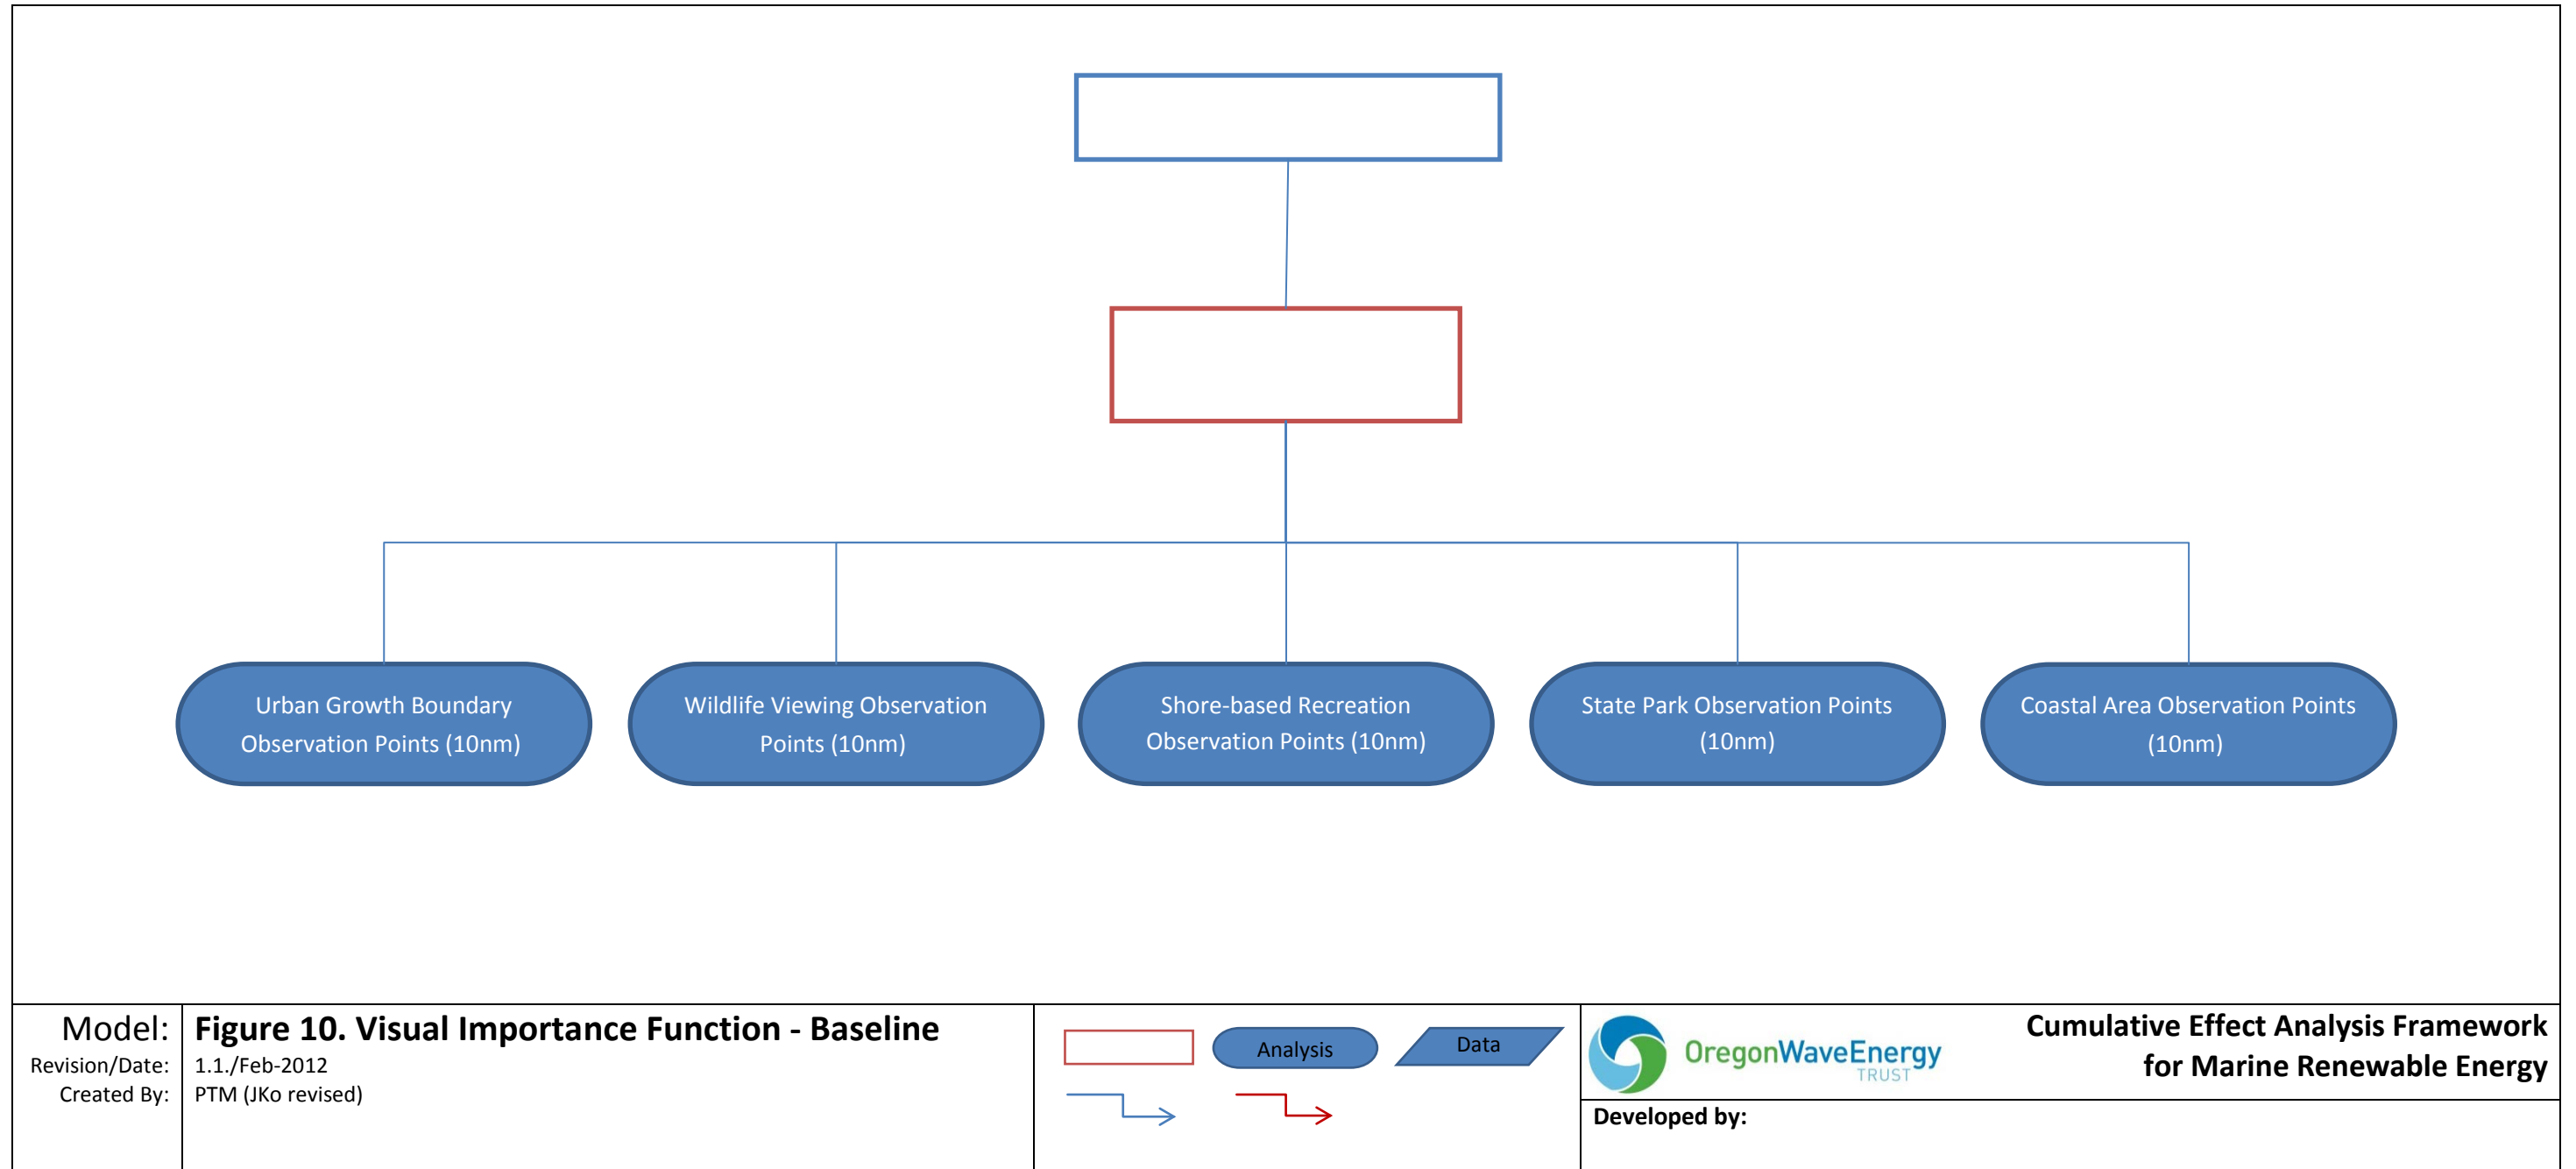 Urban Growth Boundary
Observation Points (10nm)
Wildlife Viewing Observation
Points (10nm)
Shore-based Recreation
Observation Points (10nm)
State Park Observation Points
(10nm)
Coastal Area Observation Points
(10nm)
Model:
Figure 10. Visual Importance Function - Baseline
Revision/Date:
1.1./Feb-2012
Created By:
PTM (JKo revised)
Analysis
Data
OregonWaveEnergy
TRUST
Cumulative Effect Analysis Framework
for Marine Renewable Energy
Developed by: